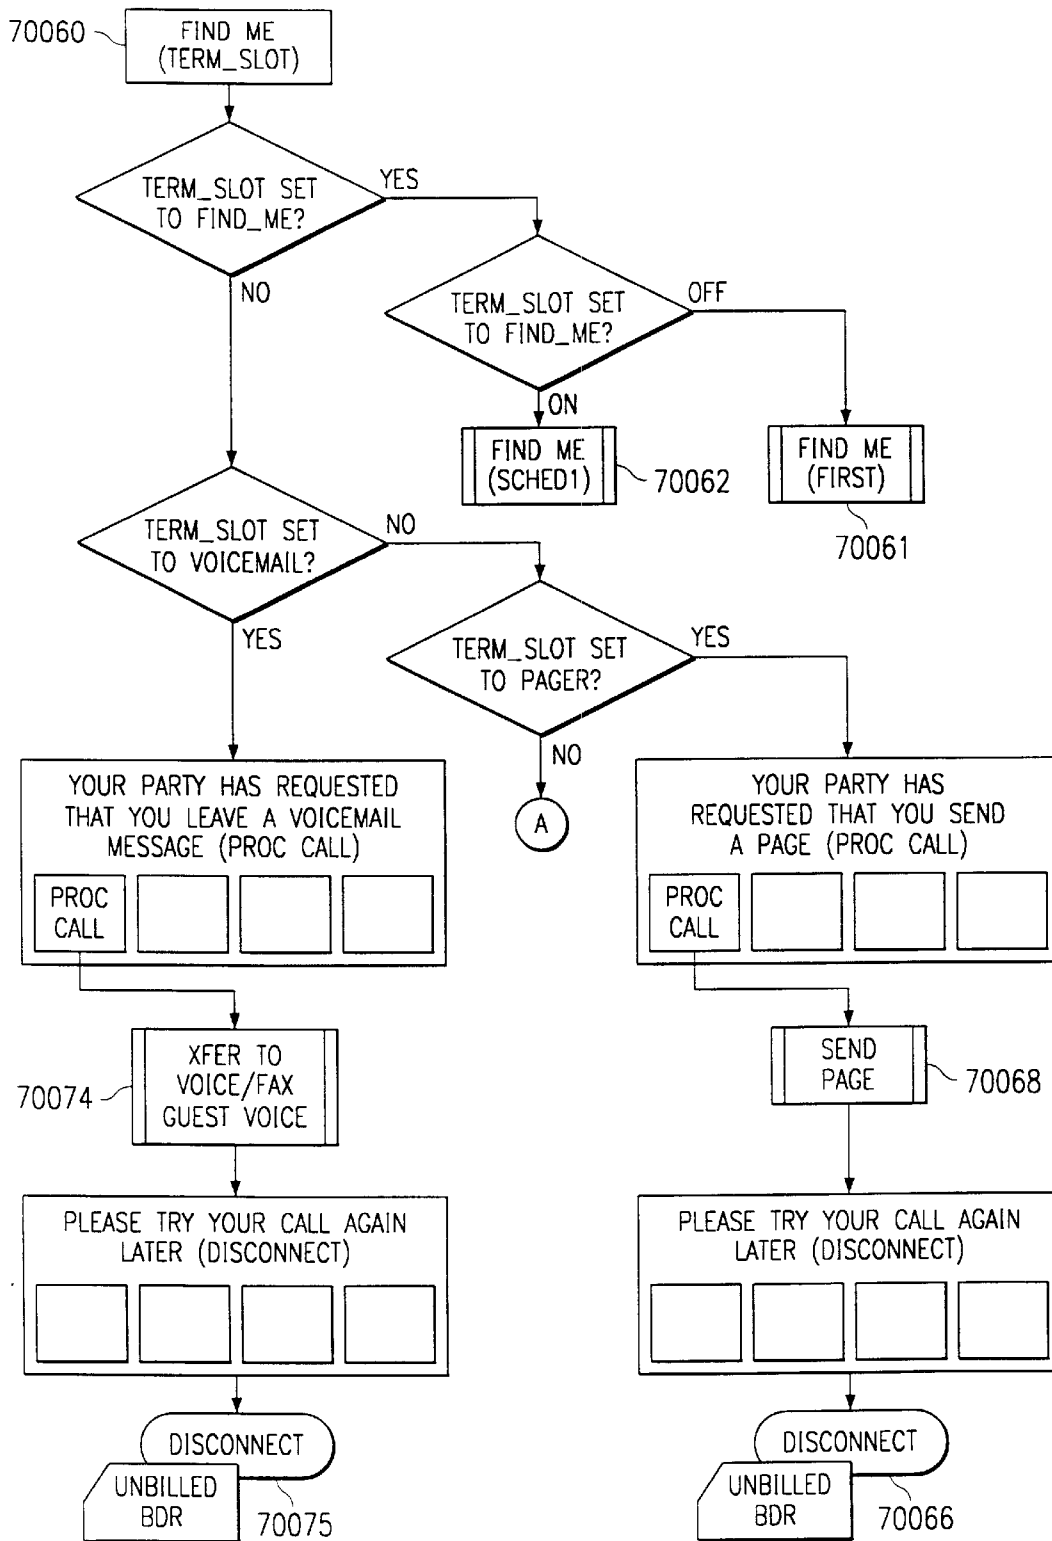 70060
FIND ME
(TERM_SLOT)
TERM_SLOT SET
TO FIND_ME?
YES
NO
TERM_SLOT SET
TO FIND_ME?
OFF
ON
FIND ME
(SCHED1)
70062
FIND ME
(FIRST)
70061
TERM_SLOT SET
TO VOICEMAIL?
NO
YES
TERM_SLOT SET
TO PAGER?
YES
NO
A
YOUR PARTY HAS REQUESTED
THAT YOU LEAVE A VOICEMAIL
MESSAGE (PROC CALL)
PROC
CALL
YOUR PARTY HAS
REQUESTED THAT YOU SEND
A PAGE (PROC CALL)
PROC
CALL
70074
XFER TO
VOICE/FAX
GUEST VOICE
SEND
PAGE
70068
PLEASE TRY YOUR CALL AGAIN
LATER (DISCONNECT)
PLEASE TRY YOUR CALL AGAIN
LATER (DISCONNECT)
DISCONNECT
UNBILLED
BDR
70075
DISCONNECT
UNBILLED
BDR
70066